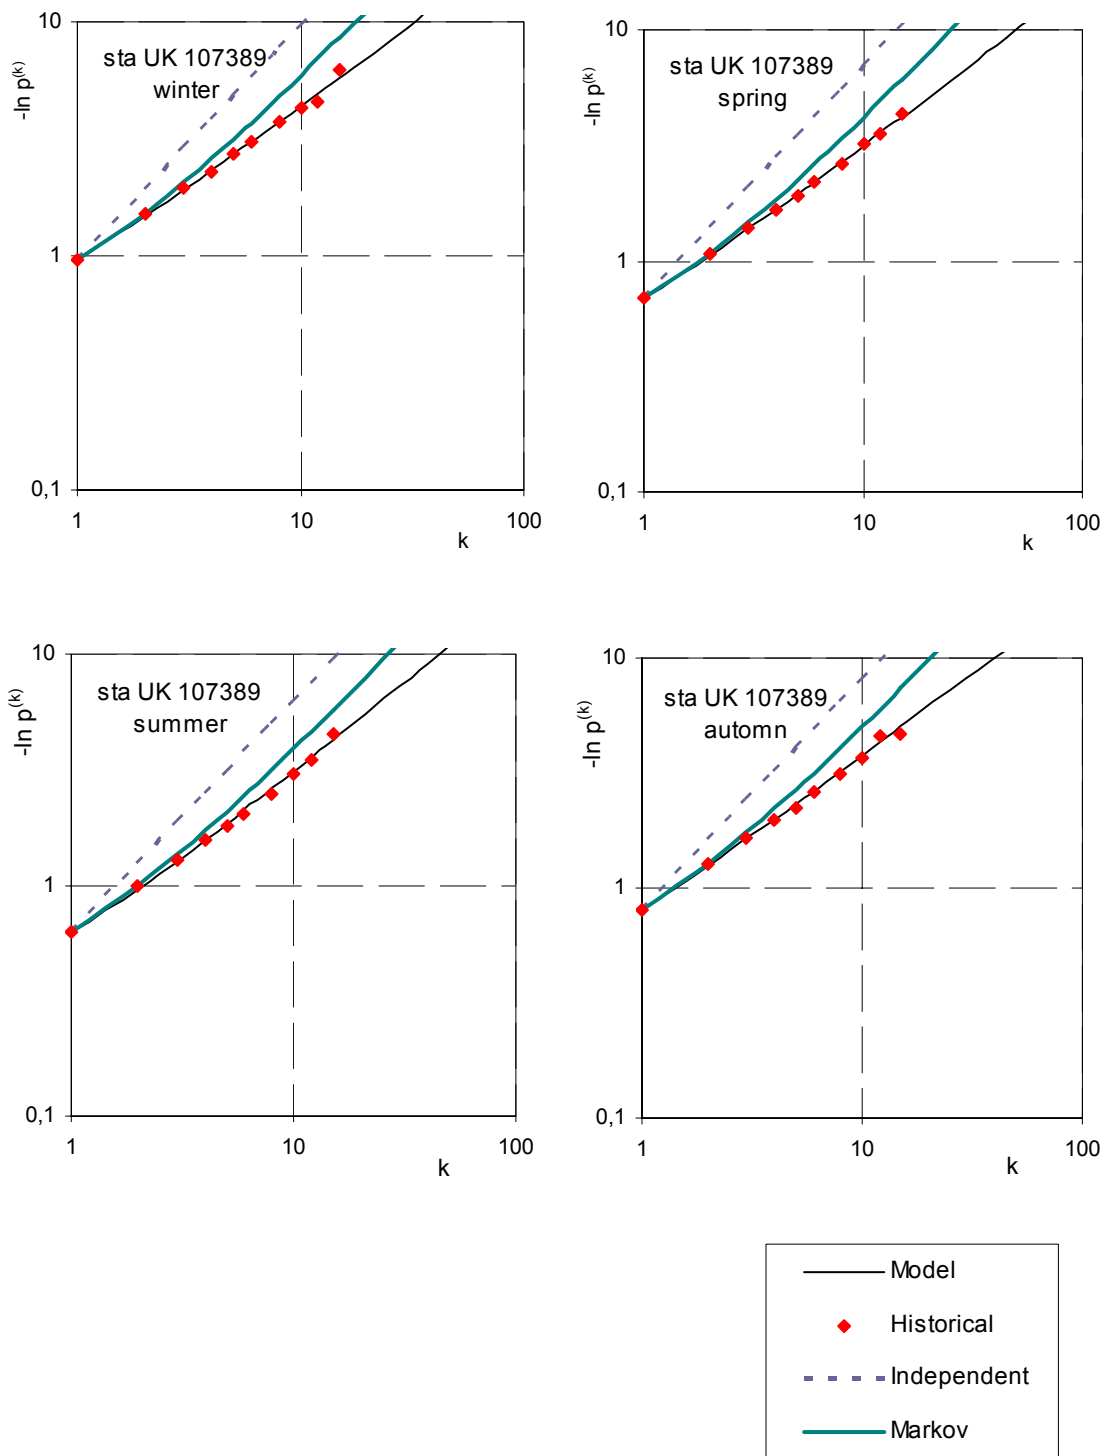 10
sta UK 107389
winter
-ln p(k)
1
0,1
1
10
100
k
10
sta UK 107389
spring
-ln p(k)
1
0,1
1
10
100
k
10
sta UK 107389
summer
-ln p(k)
1
0,1
1
10
100
k
10
sta UK 107389
automn
-ln p(k)
1
0,1
1
10
100
k
Model
Historical
Independent
Markov